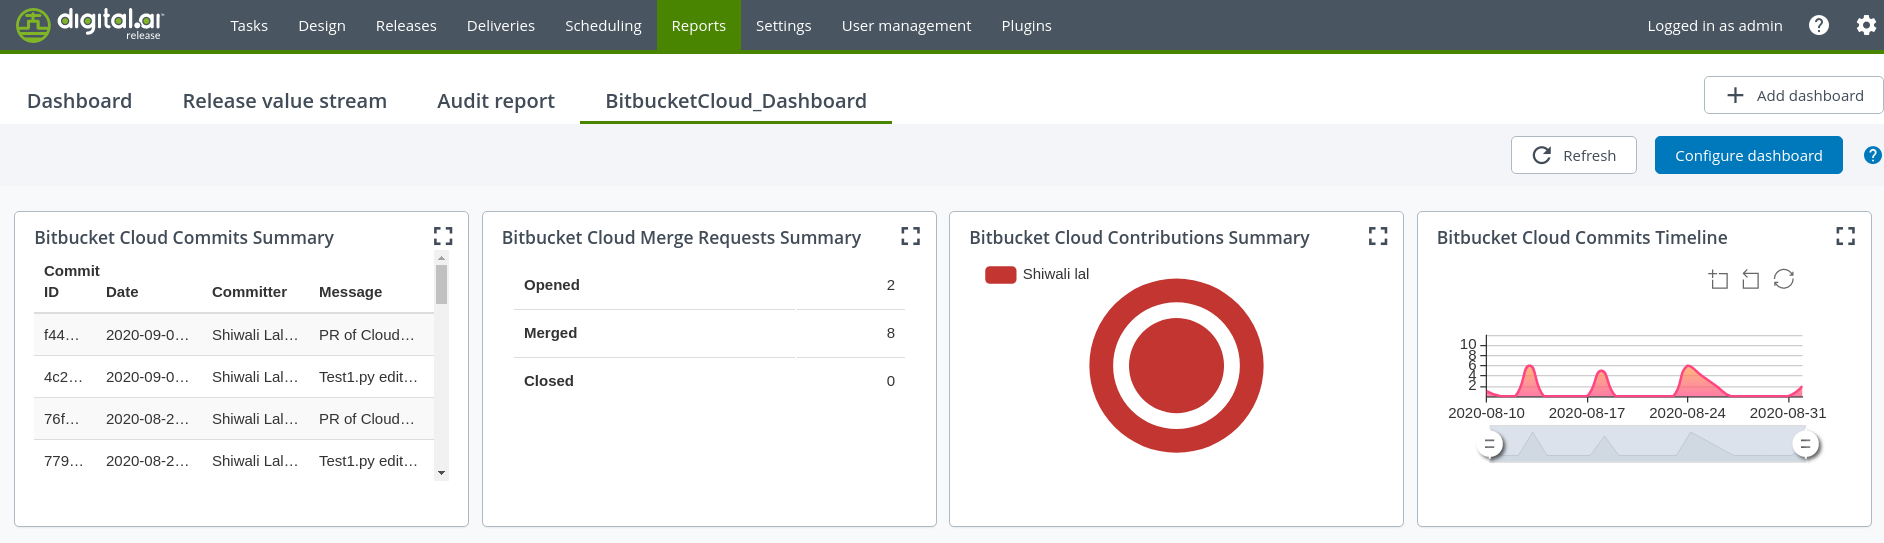 digital.ai
release
Tasks Design Releases Deliveries Scheduling Reports Settings User management Plugins Logged in as admin
Dashboard Release value stream Audit report BitbucketCloud_Dashboard Add dashboard
Refresh Configure dashboard
Bitbucket Cloud Commits Summary
Commit
ID Date Committer Message
f44… 2020-09-0… Shiwali Lal… PR of Cloud…
4c2… 2020-09-0… Shiwali Lal… Test1.py edit…
76f… 2020-08-2… Shiwali Lal… PR of Cloud…
779… 2020-08-2… Shiwali Lal… Test1.py edit…
Bitbucket Cloud Merge Requests Summary
Opened 2
Merged 8
Closed 0
Bitbucket Cloud Contributions Summary
Shiwali lal
Bitbucket Cloud Commits Timeline
10
8
6
4
2
2020-08-10 2020-08-17 2020-08-24 2020-08-31